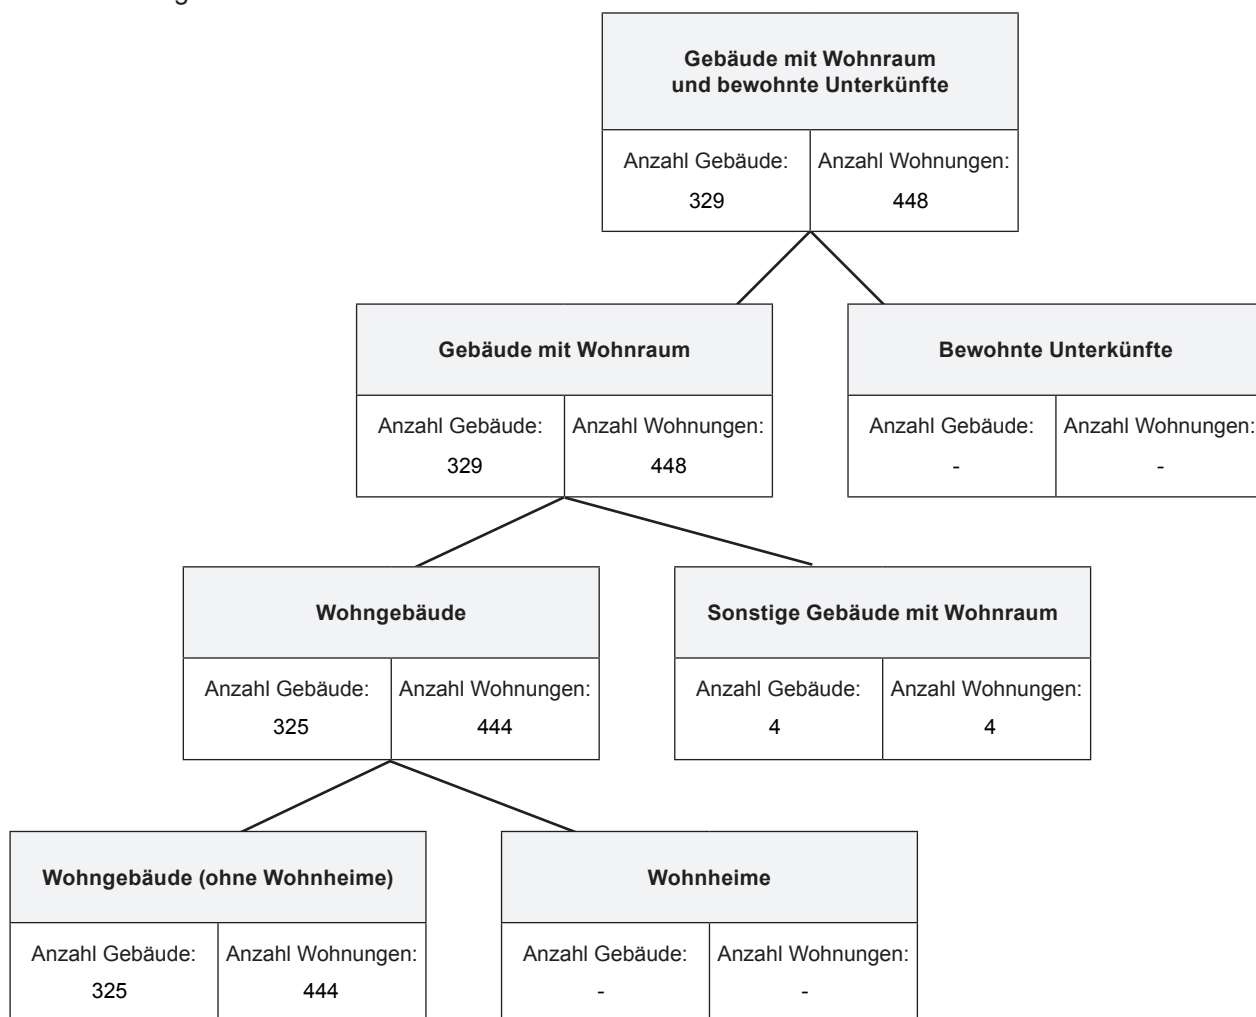 Gebäude mit Wohnraum
und bewohnte Unterkünfte
Anzahl Gebäude: Anzahl Wohnungen:
329 448
Gebäude mit Wohnraum Bewohnte Unterkünfte
Anzahl Gebäude: Anzahl Wohnungen: Anzahl Gebäude: Anzahl Wohnungen:
329 448 - -
Wohngebäude Sonstige Gebäude mit Wohnraum
Anzahl Gebäude: Anzahl Wohnungen: Anzahl Gebäude: Anzahl Wohnungen:
325 444 4 4
Wohngebäude (ohne Wohnheime) Wohnheime
Anzahl Gebäude: Anzahl Wohnungen: Anzahl Gebäude: Anzahl Wohnungen:
325 444 - -